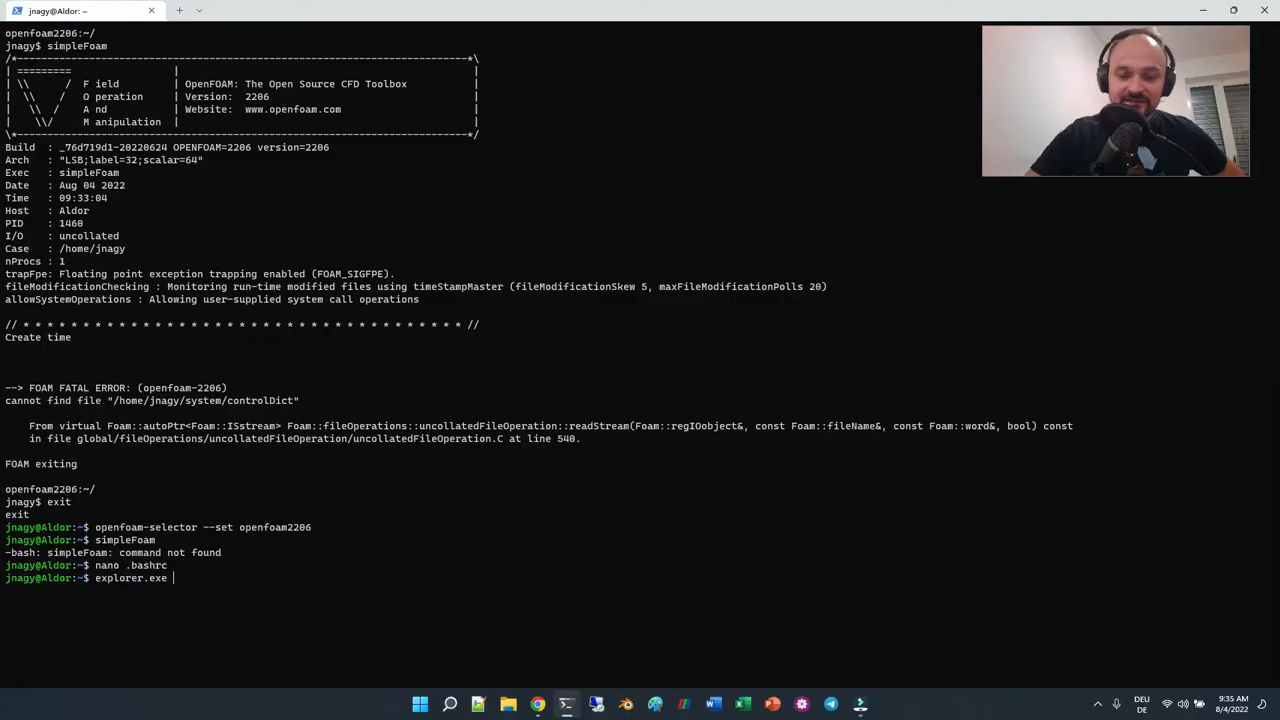 jnagy@Aldor: ~
openfoam2206:~/
jnagy$ simpleFoam
/*---------------------------------------------------------------------------*\
| =========                 |                                                 |
| \\      /  F ield         | OpenFOAM: The Open Source CFD Toolbox           |
|  \\    /   O peration     | Version:  2206                                  |
|   \\  /    A nd           | Website:  www.openfoam.com                      |
|    \\/     M anipulation  |                                                 |
\*---------------------------------------------------------------------------*/
Build  : _76d719d1-20220624 OPENFOAM=2206 version=2206
Arch   : "LSB;label=32;scalar=64"
Exec   : simpleFoam
Date   : Aug 04 2022
Time   : 09:33:04
Host   : Aldor
PID    : 1460
I/O    : uncollated
Case   : /home/jnagy
nProcs : 1
trapFpe: Floating point exception trapping enabled (FOAM_SIGFPE).
fileModificationChecking : Monitoring run-time modified files using timeStampMaster (fileModificationSkew 5, maxFileModificationPolls 20)
allowSystemOperations : Allowing user-supplied system call operations
// * * * * * * * * * * * * * * * * * * * * * * * * * * * * * * * * * * * * * //
Create time
--> FOAM FATAL ERROR: (openfoam-2206)
cannot find file "/home/jnagy/system/controlDict"
From virtual Foam::autoPtr<Foam::ISstream> Foam::fileOperations::uncollatedFileOperation::readStream(Foam::regIOobject&, const Foam::fileName&, const Foam::word&, bool) const
in file global/fileOperations/uncollatedFileOperation/uncollatedFileOperation.C at line 540.
FOAM exiting
openfoam2206:~/
jnagy$ exit
exit
jnagy@Aldor:~$ openfoam-selector --set openfoam2206
jnagy@Aldor:~$ simpleFoam
-bash: simpleFoam: command not found
jnagy@Aldor:~$ nano .bashrc
jnagy@Aldor:~$ explorer.exe
DEU
DE
9:35 AM
8/4/2022